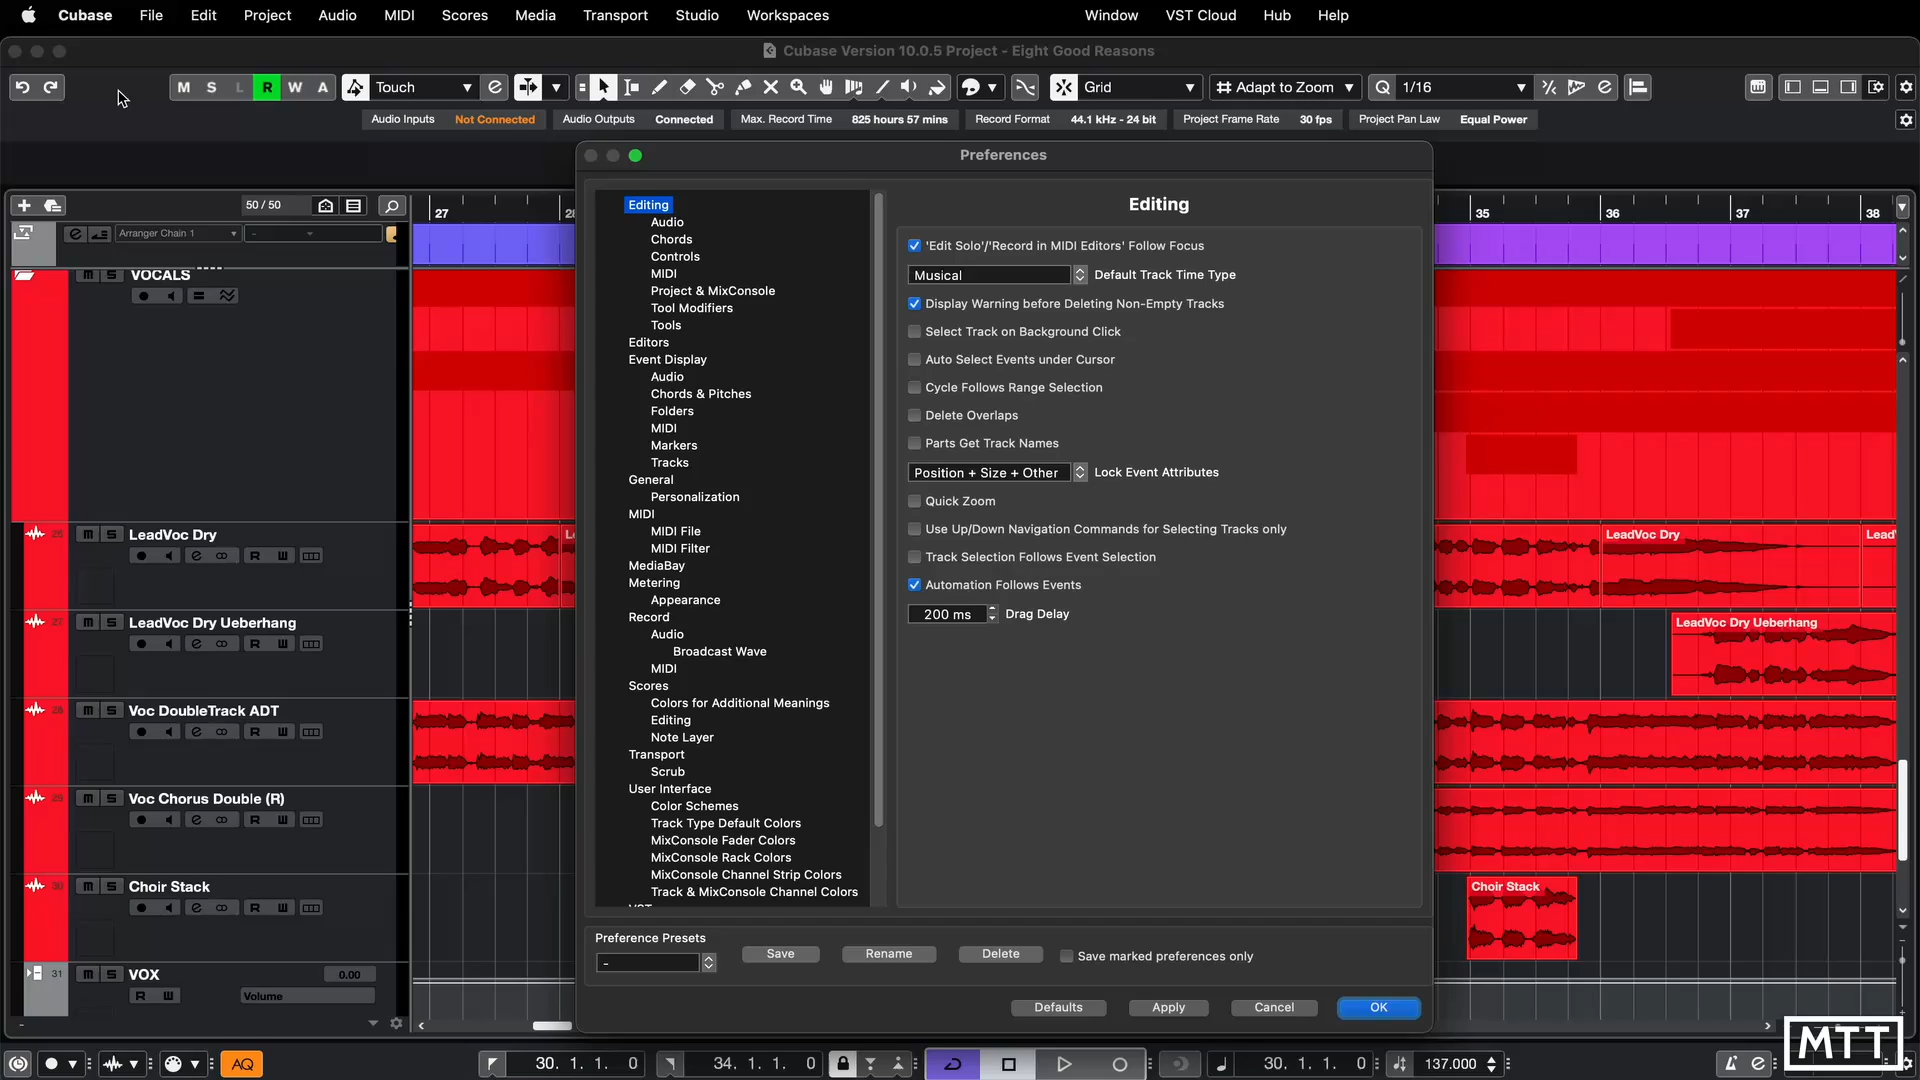 Cubase File Edit Project Audio MIDI Scores Media Transport Studio Workspaces Window VST Cloud Hub Help
Cubase Version 10.0.5 Project - Eight Good Reasons
M S L R W A Touch Grid Adapt to Zoom Q 1/16
Audio Inputs Not Connected Audio Outputs Connected Max. Record Time 825 hours 57 mins Record Format 44.1 kHz - 24 bit Project Frame Rate 30 fps Project Pan Law Equal Power
Preferences
50 / 50
27 28 35 36 37 38
Arranger Chain 1
VOCALS
26 LeadVoc Dry
27 LeadVoc Dry Ueberhang
28 Voc DoubleTrack ADT
29 Voc Chorus Double (R)
30 Choir Stack
31 VOX 0.00
R W Volume
LeadVoc Dry
LeadVoc Dry Ueberhang
Choir Stack
Editing
Audio
Chords
Controls
MIDI
Project & MixConsole
Tool Modifiers
Tools
Editors
Event Display
Audio
Chords & Pitches
Folders
MIDI
Markers
Tracks
General
Personalization
MIDI
MIDI File
MIDI Filter
MediaBay
Metering
Appearance
Record
Audio
Broadcast Wave
MIDI
Scores
Colors for Additional Meanings
Editing
Note Layer
Transport
Scrub
User Interface
Color Schemes
Track Type Default Colors
MixConsole Fader Colors
MixConsole Rack Colors
MixConsole Channel Strip Colors
Track & MixConsole Channel Colors
Editing
'Edit Solo'/'Record in MIDI Editors' Follow Focus
Musical Default Track Time Type
Display Warning before Deleting Non-Empty Tracks
Select Track on Background Click
Auto Select Events under Cursor
Cycle Follows Range Selection
Delete Overlaps
Parts Get Track Names
Position + Size + Other Lock Event Attributes
Quick Zoom
Use Up/Down Navigation Commands for Selecting Tracks only
Track Selection Follows Event Selection
Automation Follows Events
200 ms Drag Delay
Preference Presets
- Save Rename Delete Save marked preferences only
Defaults Apply Cancel OK
AQ 30. 1. 1. 0 34. 1. 1. 0 30. 1. 1. 0 137.000
MTT